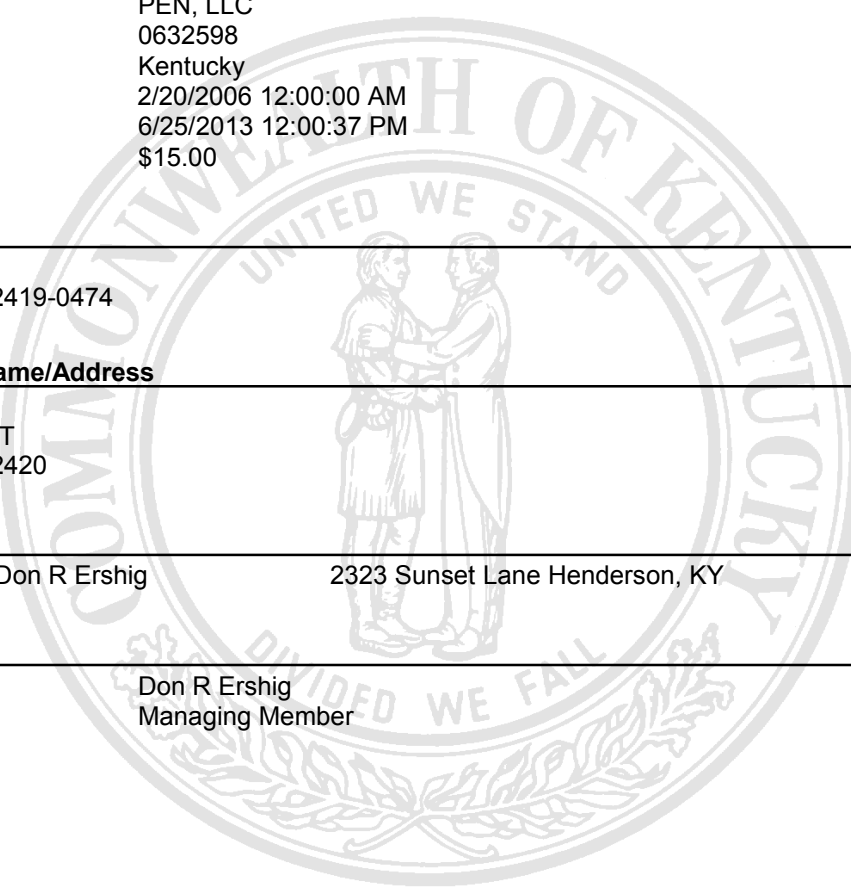 PEN, LLC
0632598
Kentucky
2/20/2006 12:00:00 AM
6/25/2013 12:00:37 PM
$15.00
COMMONWEALTH OF KENTUCKY
UNITED WE STAND
2419-0474
ame/Address
T
2420
Don R Ershig 2323 Sunset Lane Henderson, KY
DIVIDED WE FALL
Don R Ershig
Managing Member